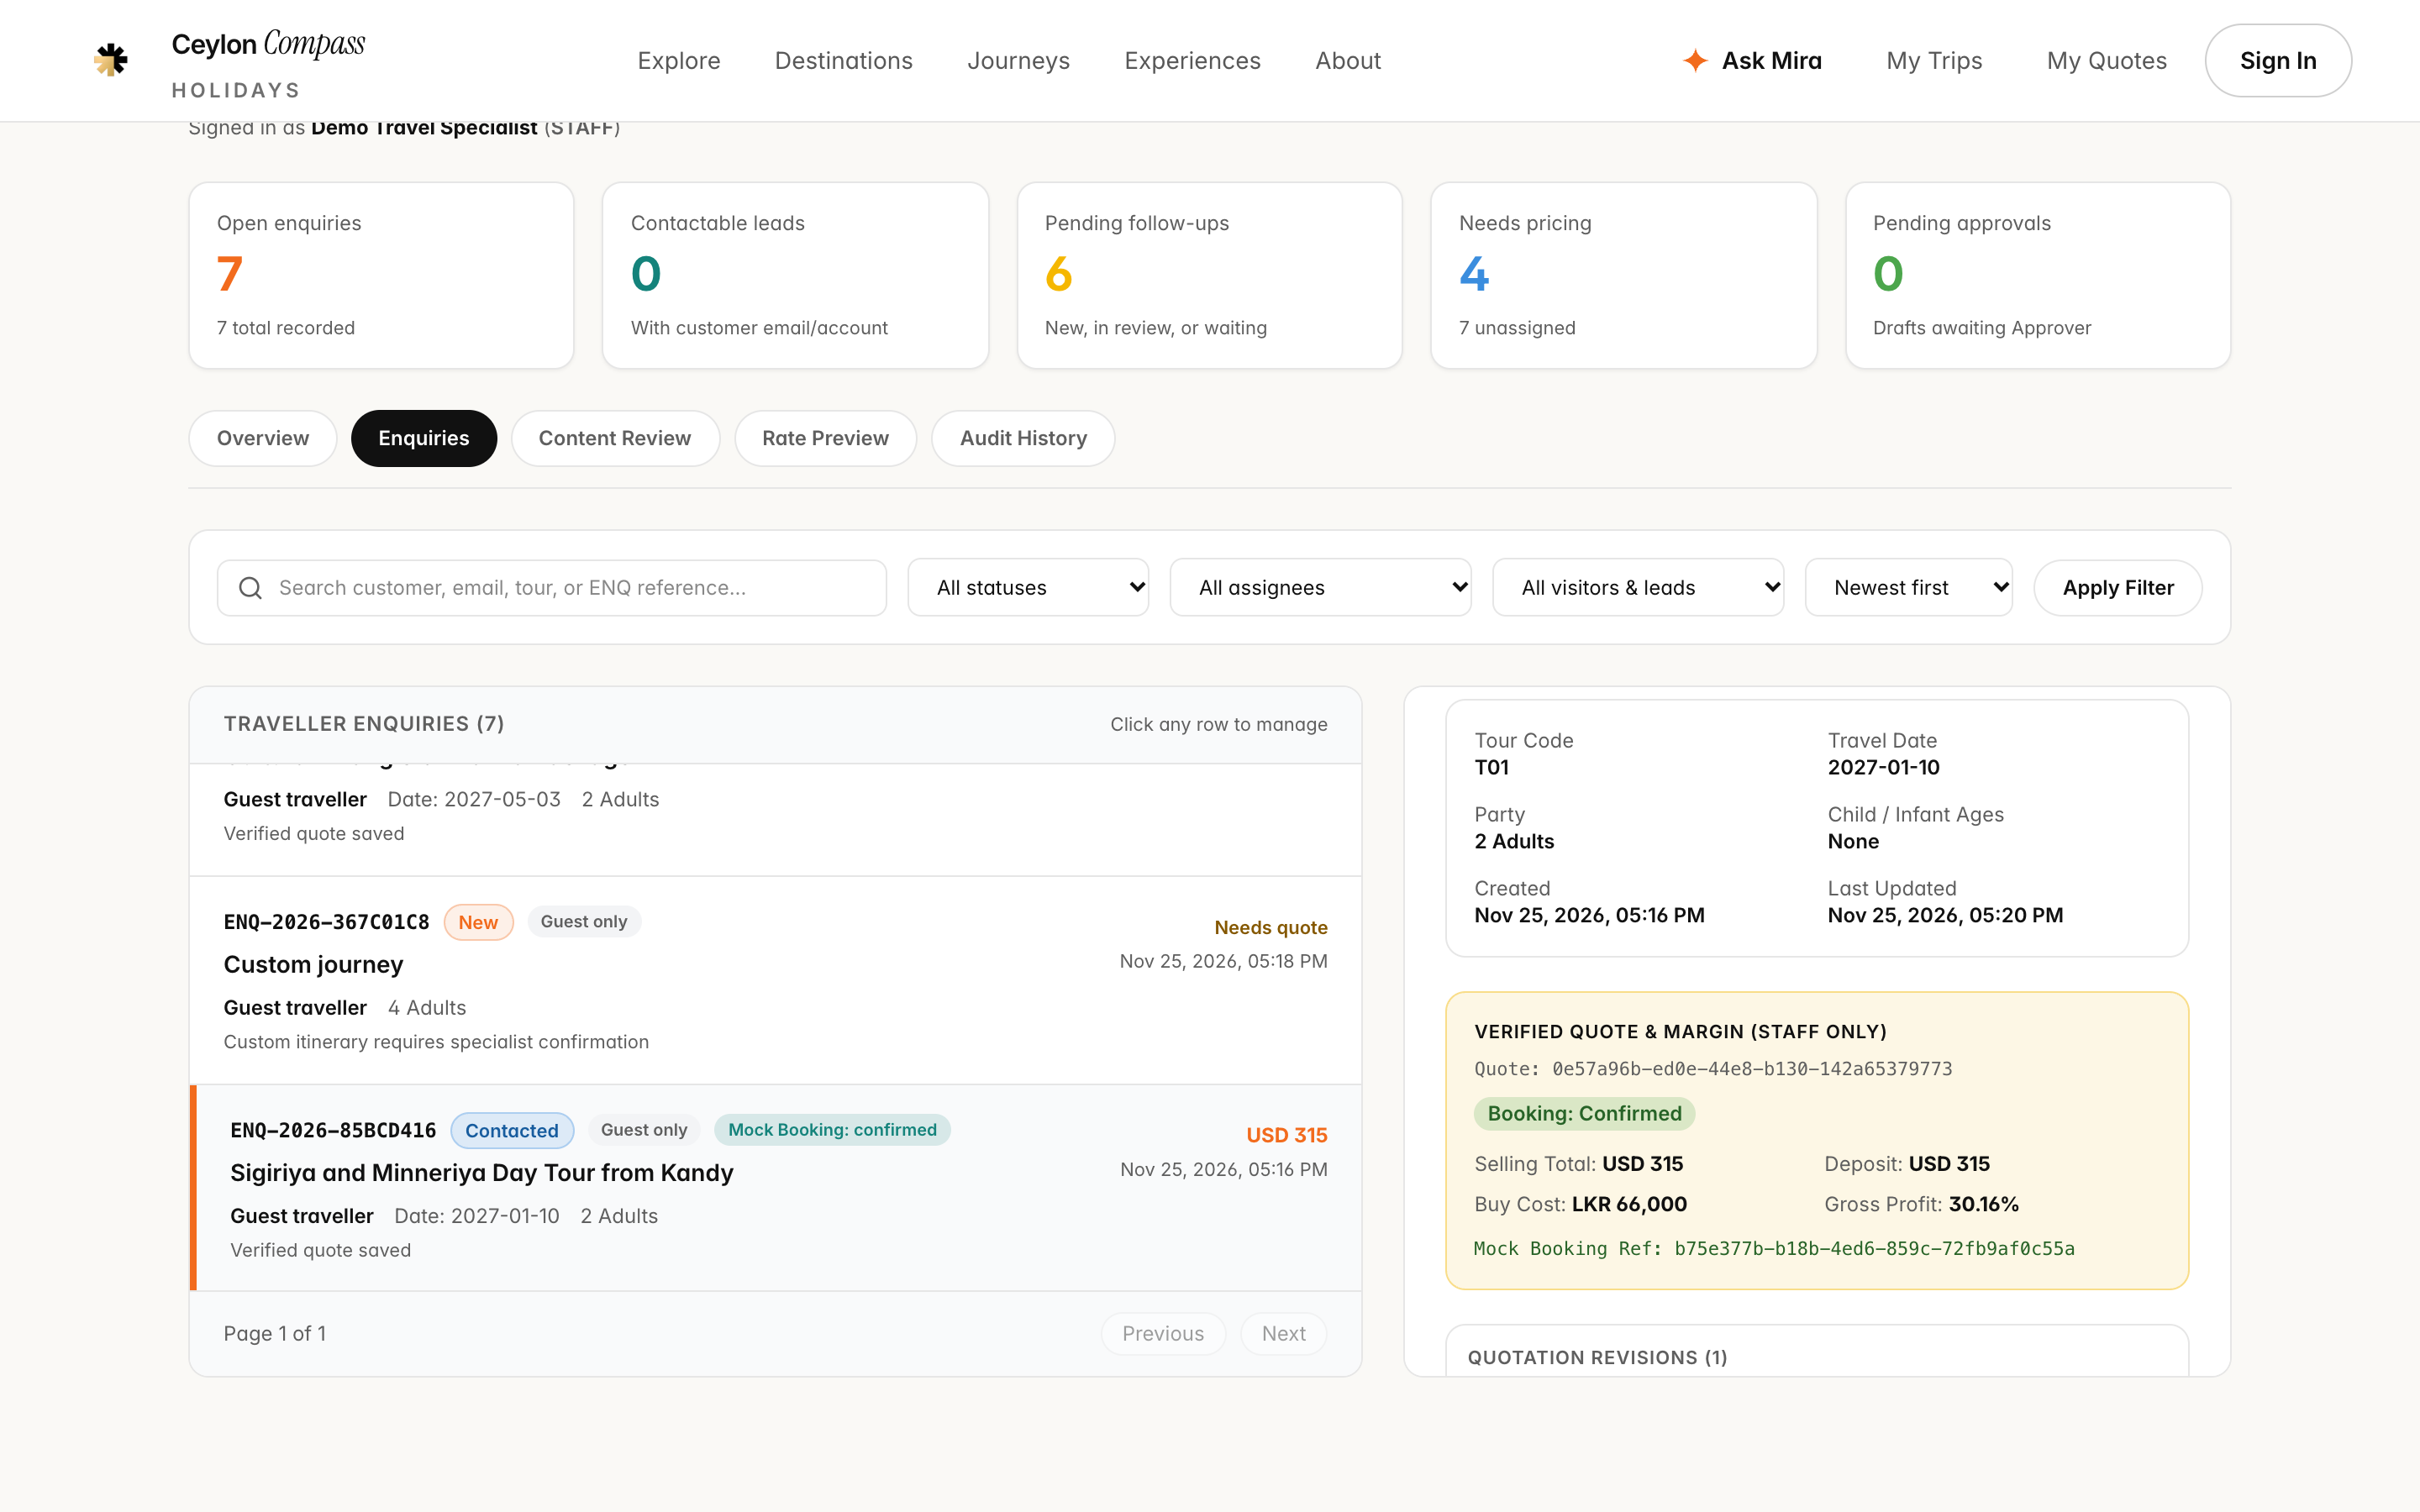 Ceylon Compass
HOLIDAYS
Explore
Destinations
Journeys
Experiences
About
Ask Mira
My Trips
My Quotes
Sign In
Signed in as Demo Travel Specialist (STAFF)
Open enquiries
7
7 total recorded
Contactable leads
0
With customer email/account
Pending follow-ups
6
New, in review, or waiting
Needs pricing
4
7 unassigned
Pending approvals
0
Drafts awaiting Approver
Overview
Enquiries
Content Review
Rate Preview
Audit History
Search customer, email, tour, or ENQ reference...
All statuses
All assignees
All visitors & leads
Newest first
Apply Filter
TRAVELLER ENQUIRIES (7)
Click any row to manage
Guest traveller Date: 2027-05-03 2 Adults
Verified quote saved
ENQ-2026-367C01C8 New Guest only
Needs quote
Custom journey
Nov 25, 2026, 05:18 PM
Guest traveller 4 Adults
Custom itinerary requires specialist confirmation
ENQ-2026-85BCD416 Contacted Guest only Mock Booking: confirmed
USD 315
Sigiriya and Minneriya Day Tour from Kandy
Nov 25, 2026, 05:16 PM
Guest traveller Date: 2027-01-10 2 Adults
Verified quote saved
Page 1 of 1
Previous
Next
Tour Code
T01
Travel Date
2027-01-10
Party
2 Adults
Child / Infant Ages
None
Created
Nov 25, 2026, 05:16 PM
Last Updated
Nov 25, 2026, 05:20 PM
VERIFIED QUOTE & MARGIN (STAFF ONLY)
Quote: 0e57a96b-ed0e-44e8-b130-142a65379773
Booking: Confirmed
Selling Total: USD 315
Deposit: USD 315
Buy Cost: LKR 66,000
Gross Profit: 30.16%
Mock Booking Ref: b75e377b-b18b-4ed6-859c-72fb9af0c55a
QUOTATION REVISIONS (1)